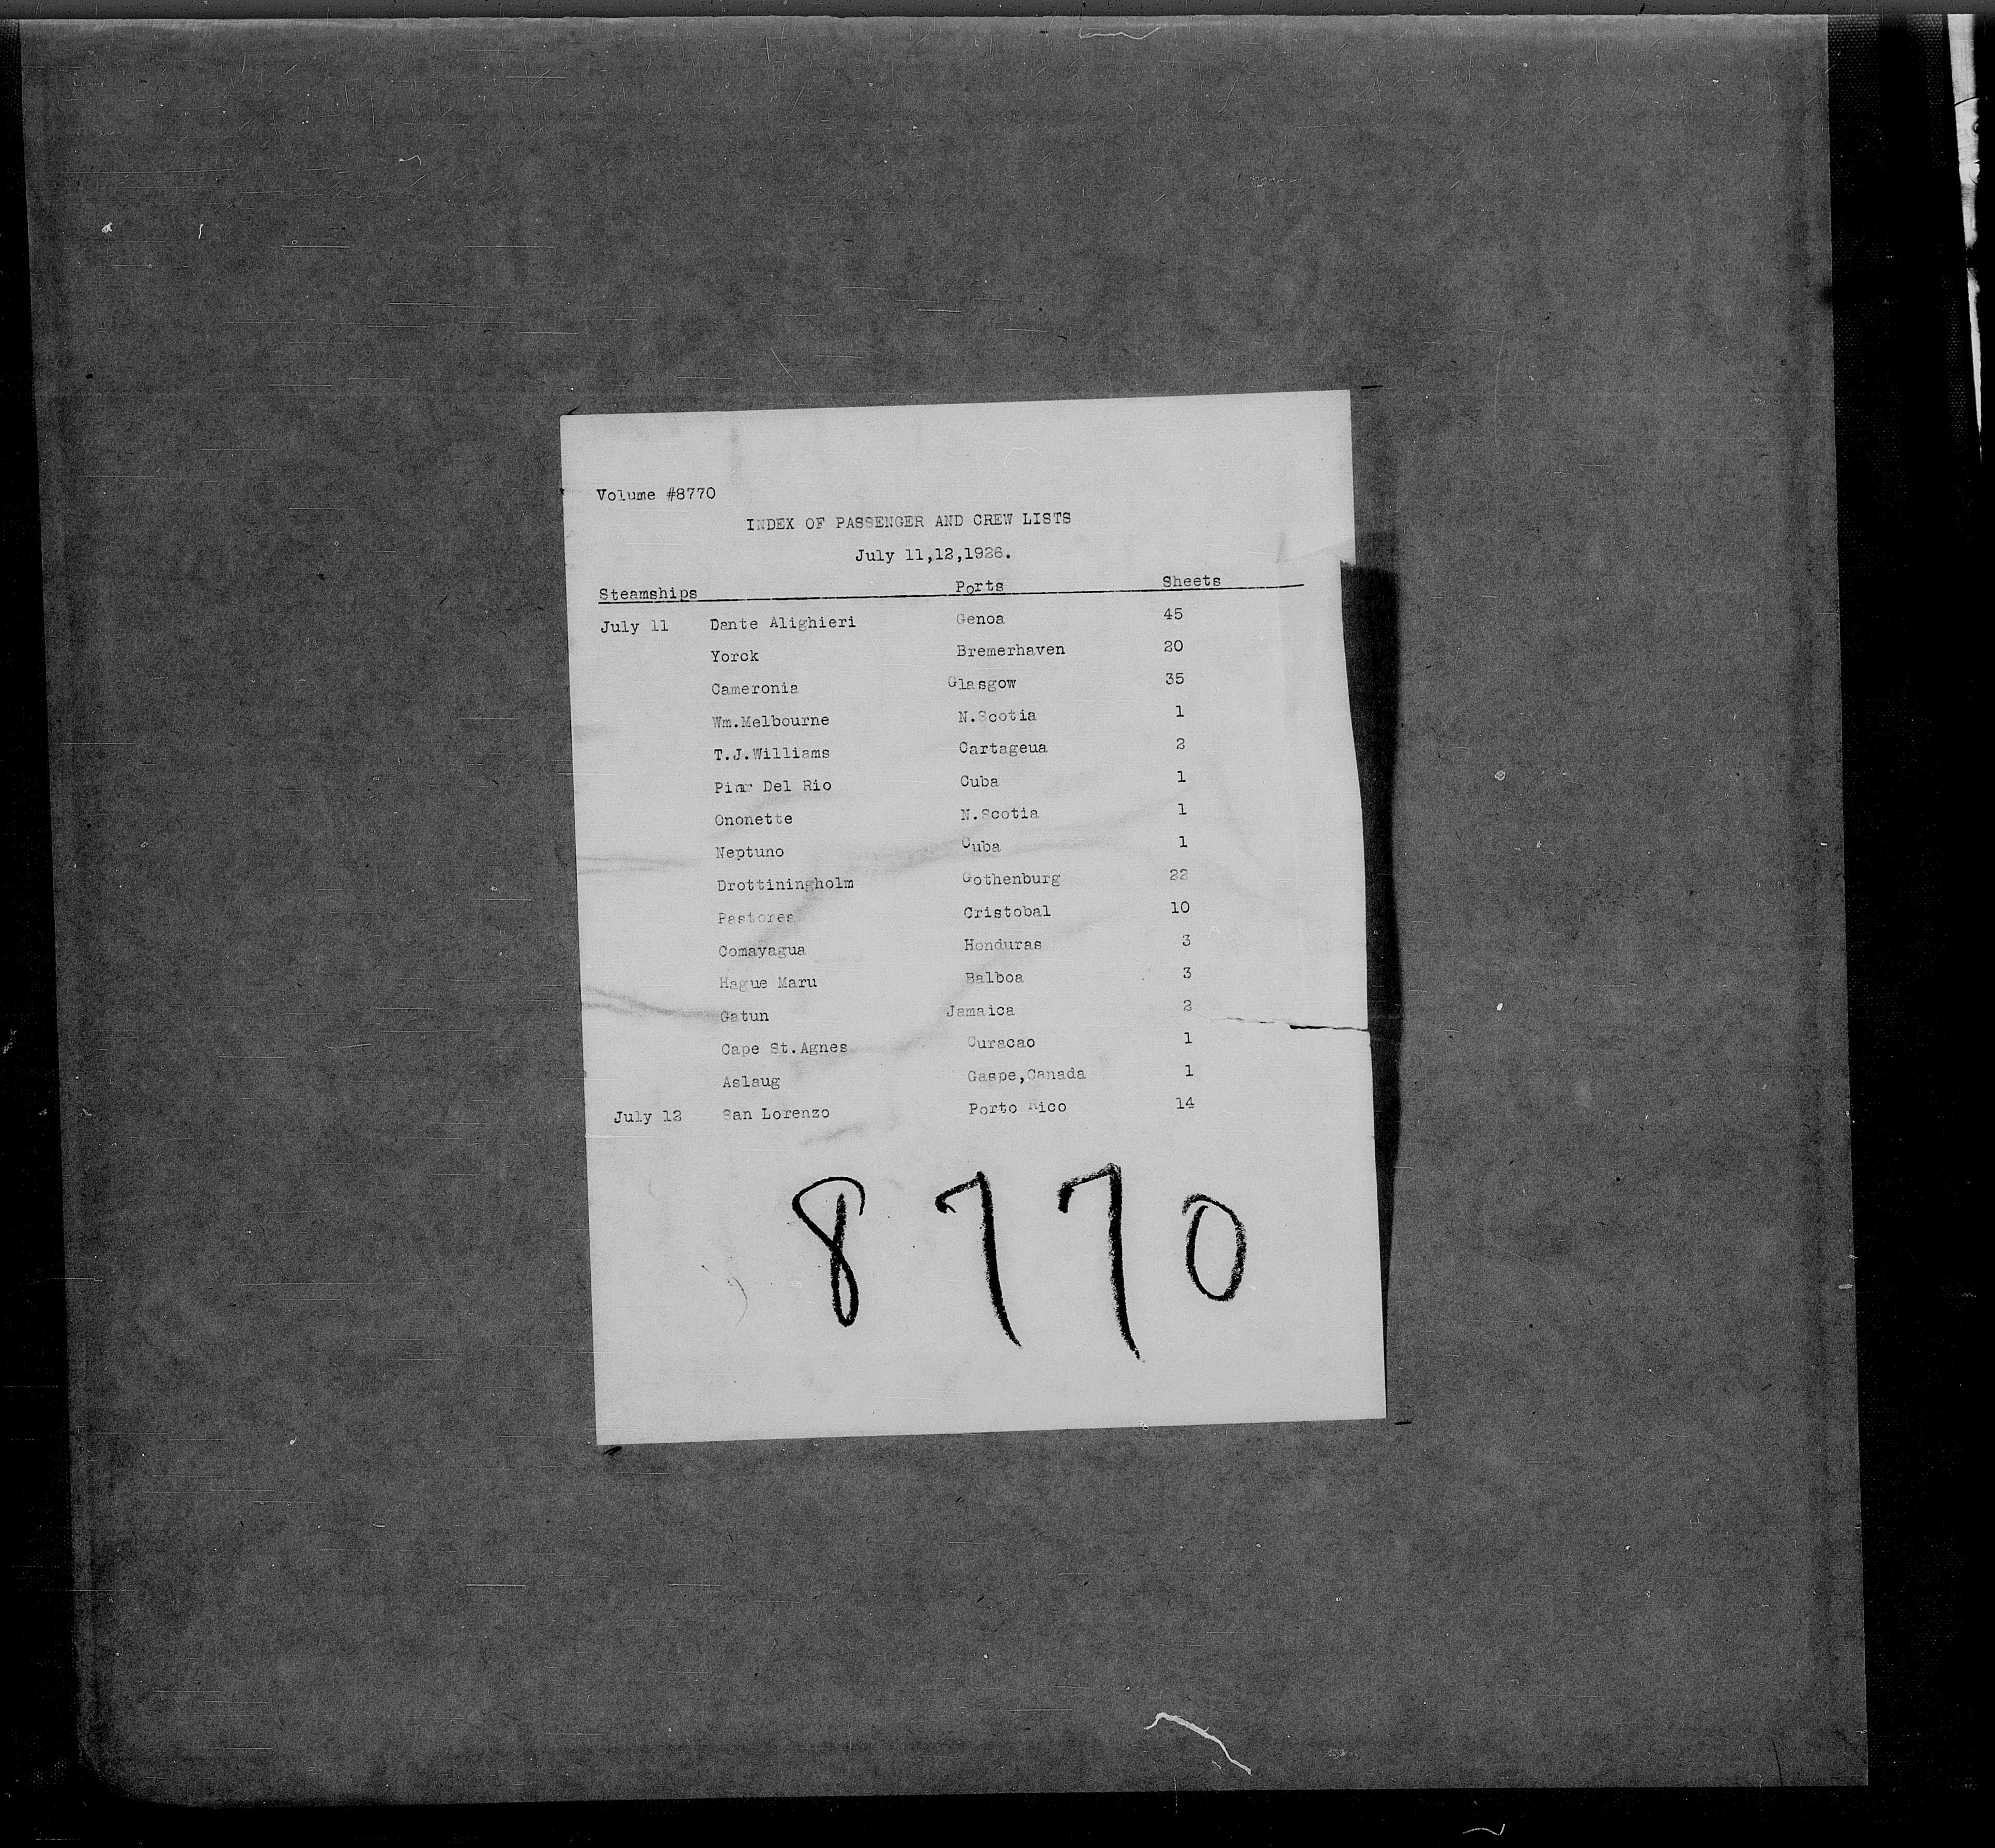 Volume #8770
INDEX OF PASSENGER AND CREW LISTS
July 11,12,1926.
Steamships Ports Sheets
July 11 Dante Alighieri Genoa 45
Yorck Bremerhaven 20
Cameronia Glasgow 35
Wm.Melbourne N.Scotia 1
T.J.Williams Cartageua 2
Pinr Del Rio Cuba 1
Ononette N.Scotia 1
Neptuno Cuba 1
Drottiningholm Gothenburg 22
Pastores Cristobal 10
Comayagua Honduras 3
Hague Maru Balboa 3
Gatun Jamaica 2
Cape St.Agnes Curacao 1
Aslaug Gaspe,Canada 1
July 12 San Lorenzo Porto Rico 14
8770